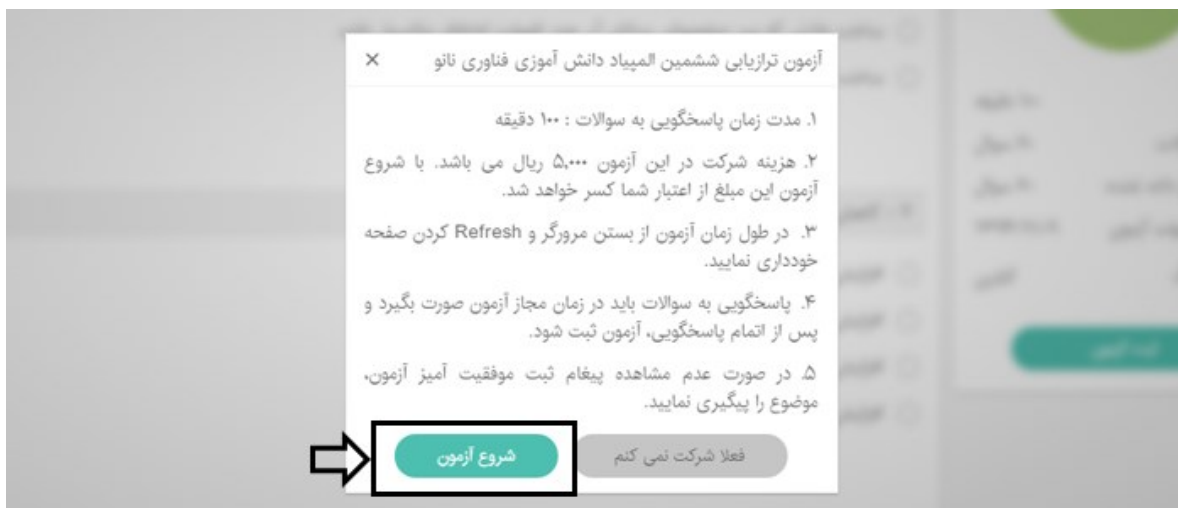 آزمون ترازیابی ششمین المپیاد دانش آموزی فناوری نانو ×
۱. مدت زمان پاسخگویی به سوالات : ۱۰۰ دقیقه
۲. هزینه شرکت در این آزمون ۵,۰۰۰ ریال می باشد. با شروع
آزمون این مبلغ از اعتبار شما کسر خواهد شد.
۳. در طول زمان آزمون از بستن مرورگر و Refresh کردن صفحه
خودداری نمایید.
۴. پاسخگویی به سوالات باید در زمان مجاز آزمون صورت بگیرد و
پس از اتمام پاسخگویی، آزمون ثبت شود.
۵. در صورت عدم مشاهده پیغام ثبت موفقیت آمیز آزمون،
موضوع را پیگیری نمایید.
فعلا شرکت نمی کنم
شروع آزمون